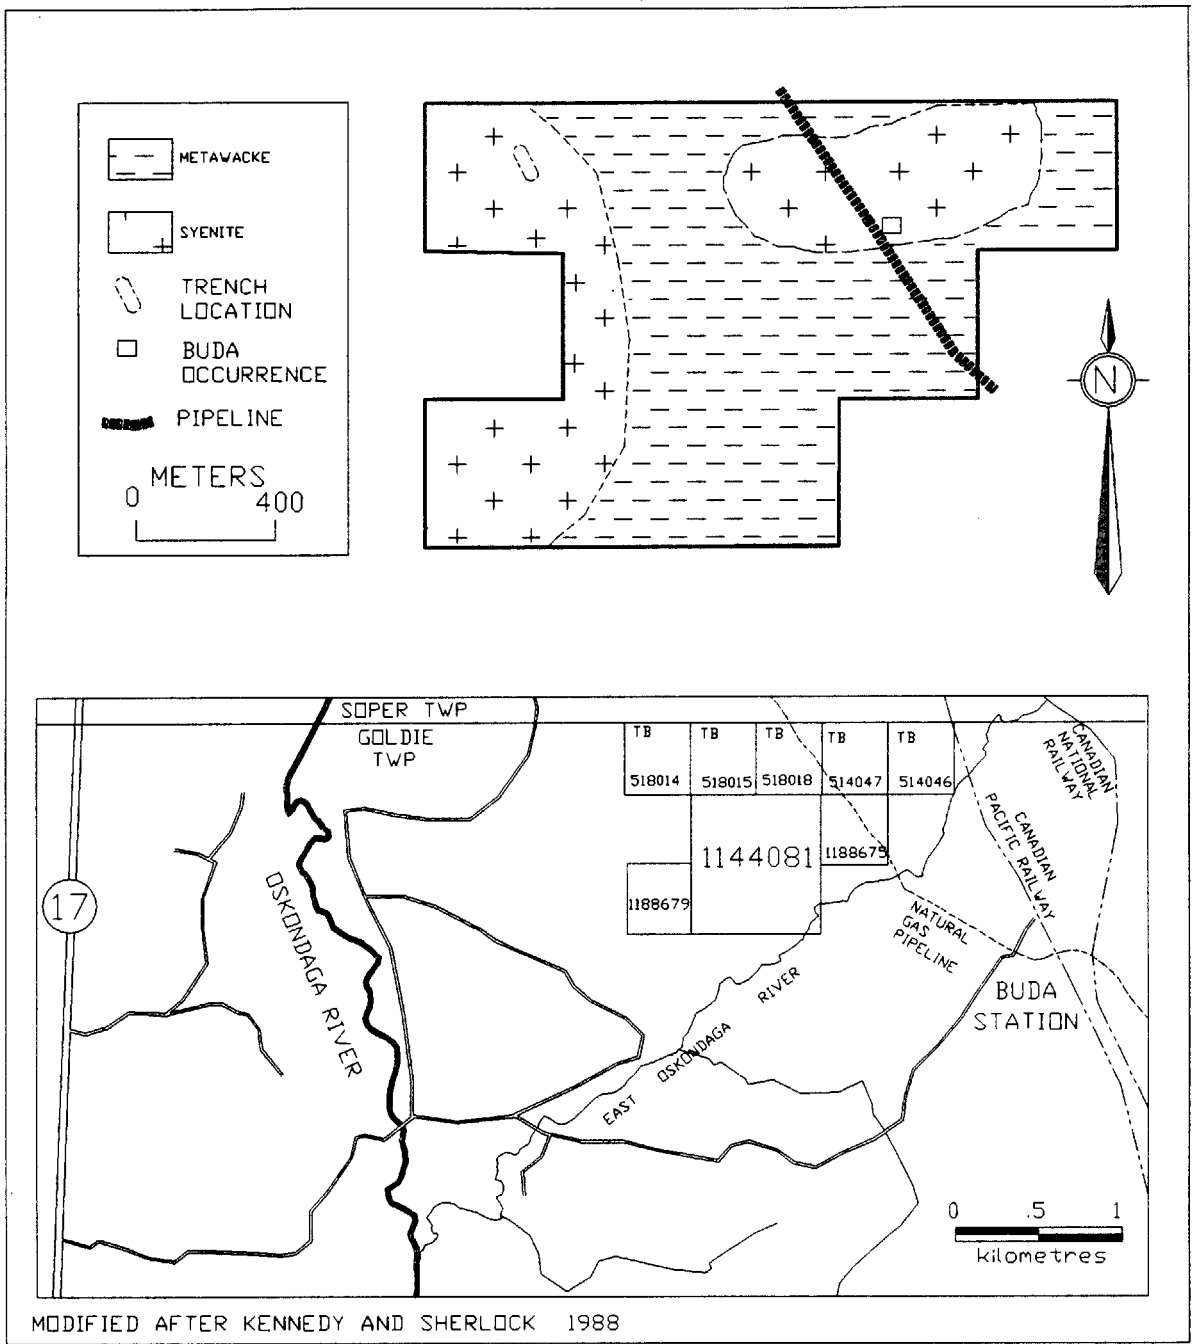 METAWACKE
SYENITE
TRENCH
LOCATION
BUDA
OCCURRENCE
PIPELINE
METERS
0 400
N
SOPER TWP
GOLDIE
TWP
TB TB TB TB TB
518014 518015 518018 514047 514046
1144081
1188675
1188679
17
OSKONDAGA RIVER
CANADIAN
NATIONAL
RAILWAY
CANADIAN
PACIFIC RAILWAY
NATURAL
GAS
PIPELINE
BUDA
STATION
EAST OSKONDAGA RIVER
0 .5 1
kilometres
MODIFIED AFTER KENNEDY AND SHERLOCK 1988